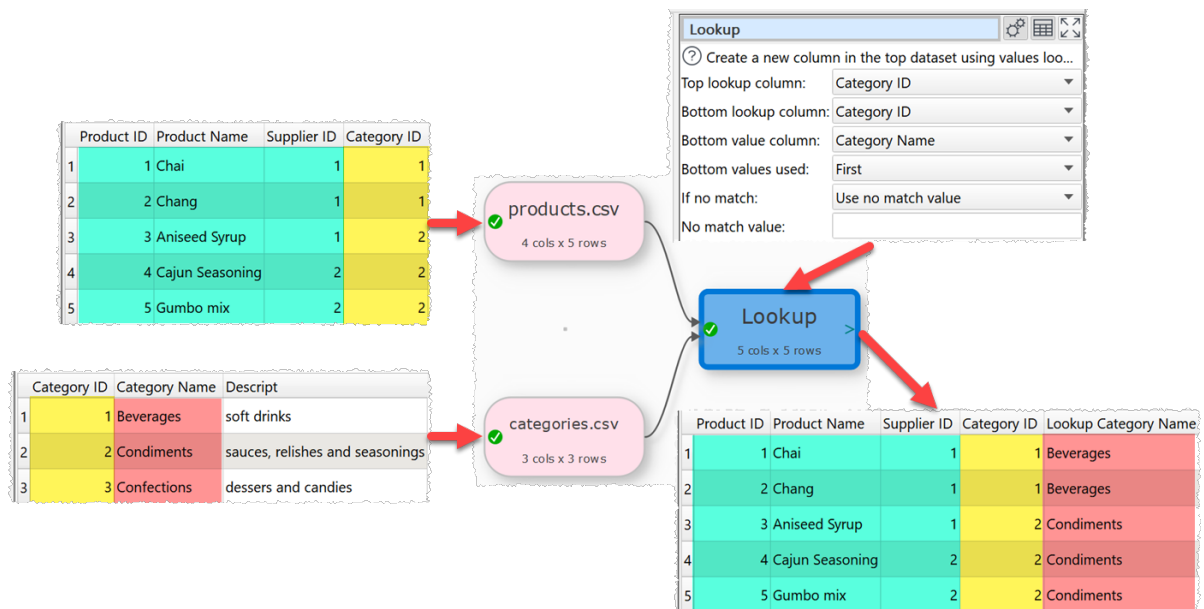 Lookup
? Create a new column in the top dataset using values loo...
Top lookup column: Category ID
Bottom lookup column: Category ID
Bottom value column: Category Name
Bottom values used: First
If no match: Use no match value
No match value:
Product ID Product Name Supplier ID Category ID
1 1 Chai 1 1
2 2 Chang 1 1
3 3 Aniseed Syrup 1 2
4 4 Cajun Seasoning 2 2
5 5 Gumbo mix 2 2
products.csv
4 cols x 5 rows
Lookup >
5 cols x 5 rows
Category ID Category Name Descript
1 1 Beverages soft drinks
2 2 Condiments sauces, relishes and seasonings
3 3 Confections dessers and candies
categories.csv
3 cols x 3 rows
Product ID Product Name Supplier ID Category ID Lookup Category Name
1 1 Chai 1 1 Beverages
2 2 Chang 1 1 Beverages
3 3 Aniseed Syrup 1 2 Condiments
4 4 Cajun Seasoning 2 2 Condiments
5 5 Gumbo mix 2 2 Condiments